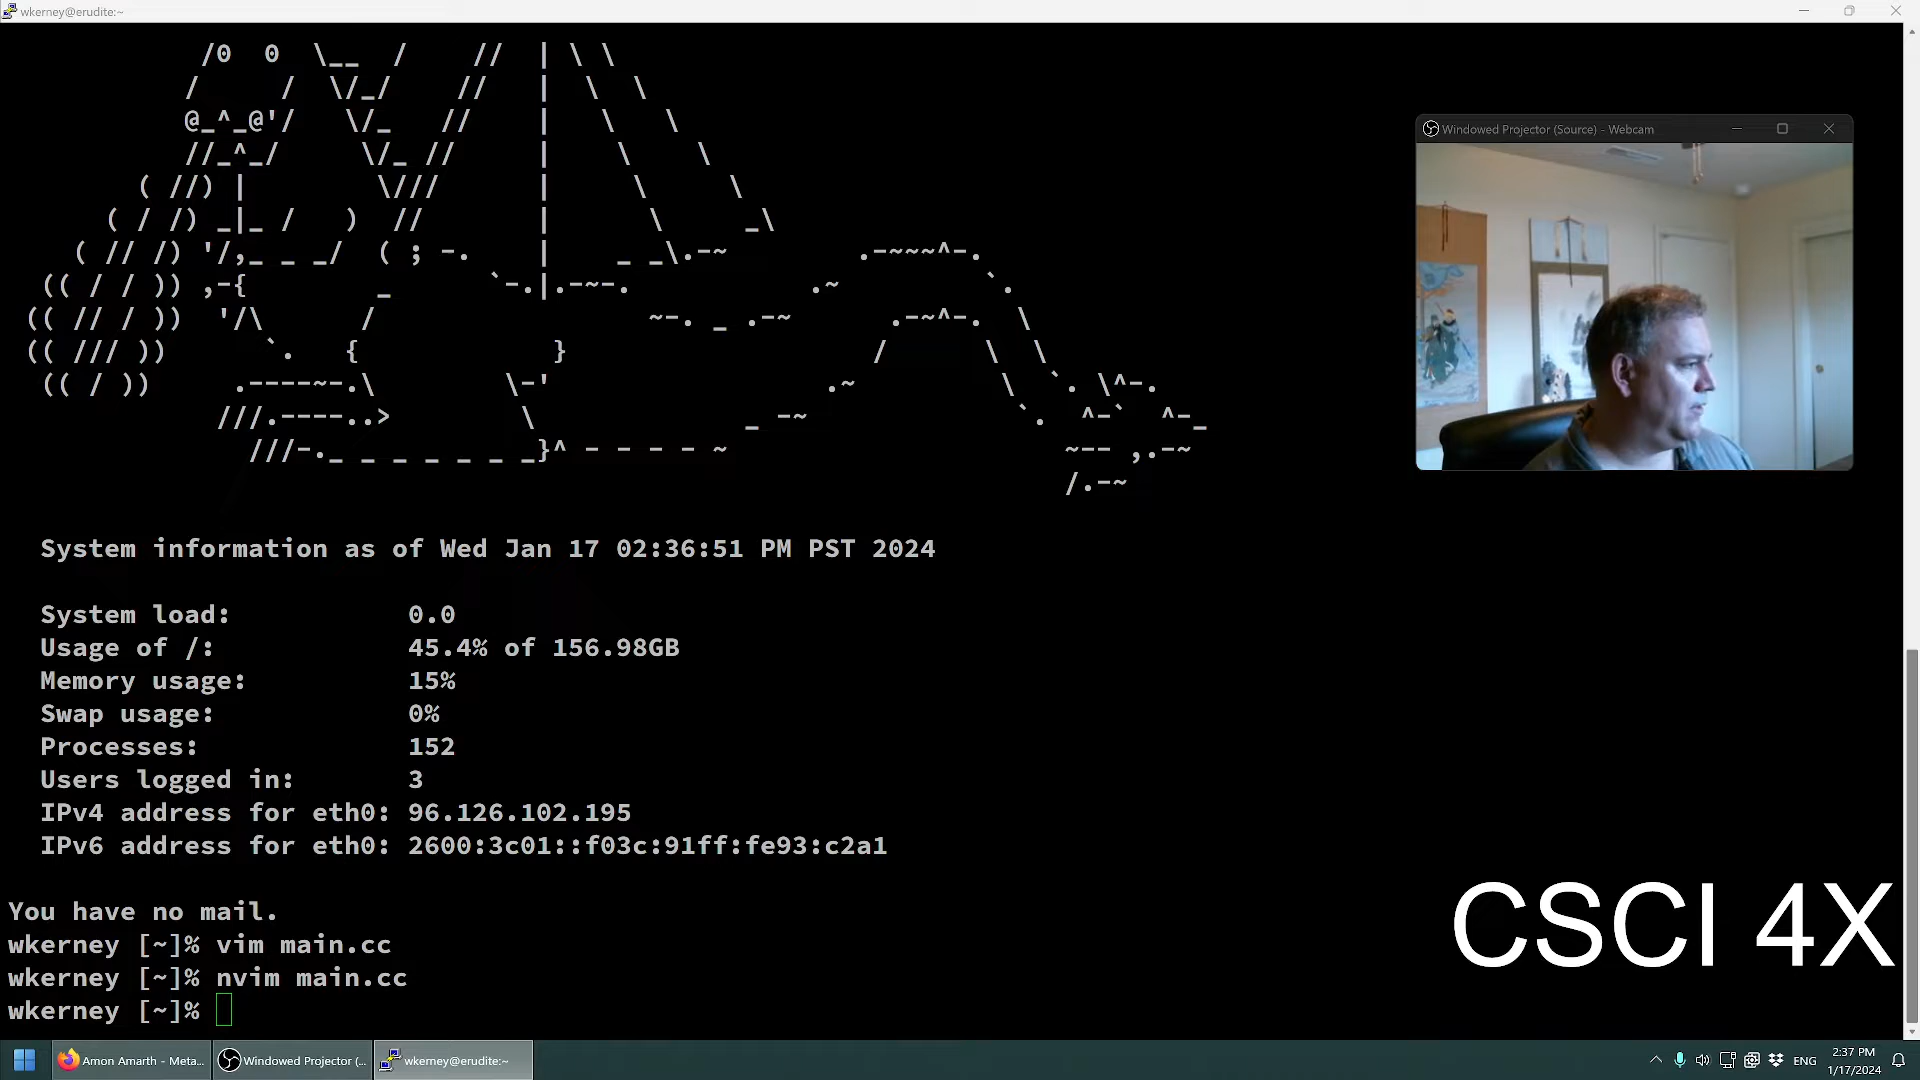 wkerney@erudite:~
/0  0  \__  /    //  | \ \
/     /  \/_/    //   |  \  \
@_^_@'/   \/_   //    |   \   \
//_^_/     \/_ //     |    \    \
( //) |        \///      |     \     \
( / /) _|_ /   )  //       |      \     _\
( // /) '/,_ _ _/  ( ; -.    |    _ _\.-~        .-~~~^-.
(( / / )) ,-{        _      `-.|.-~-.           .~         `.
(( // / ))  '/\      /                 ~-. _ .-~      .-~^-.  \
(( /// ))      `.   {            }                   /      \  \
(( / ))     .----~-.\        \-'                 .~         \  `. \^-.
///.----..>        \             _ -~             `.  ^-`  ^-_
///-._ _ _ _ _ _ _}^ - - - - ~                     ~-- ,.-~
/.-~
Windowed Projector (Source) - Webcam
System information as of Wed Jan 17 02:36:51 PM PST 2024
System load: 0.0
Usage of /: 45.4% of 156.98GB
Memory usage: 15%
Swap usage: 0%
Processes: 152
Users logged in: 3
IPv4 address for eth0: 96.126.102.195
IPv6 address for eth0: 2600:3c01::f03c:91ff:fe93:c2a1
You have no mail.
wkerney [~]% vim main.cc
wkerney [~]% nvim main.cc
wkerney [~]%
CSCI 4X
Amon Amarth - Meta...
Windowed Projector (...
wkerney@erudite:~
ENG
2:37 PM
1/17/2024